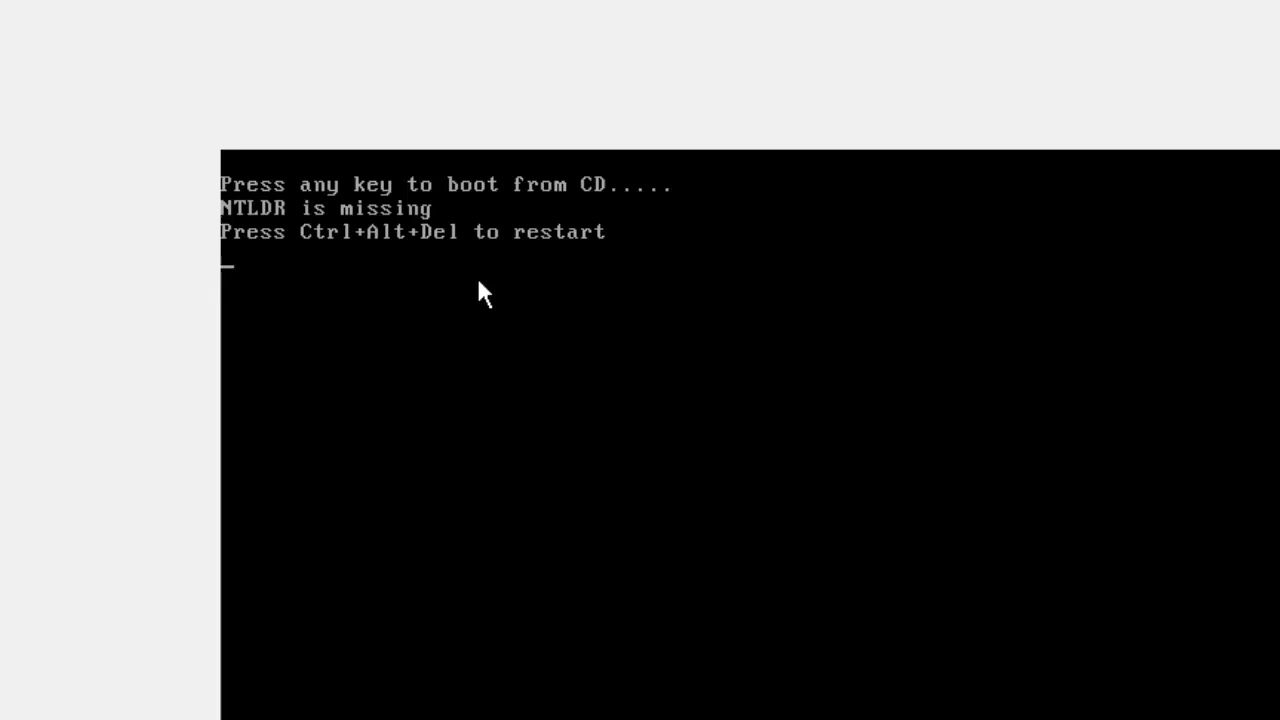 Press any key to boot from CD.....
NTLDR is missing
Press Ctrl+Alt+Del to restart